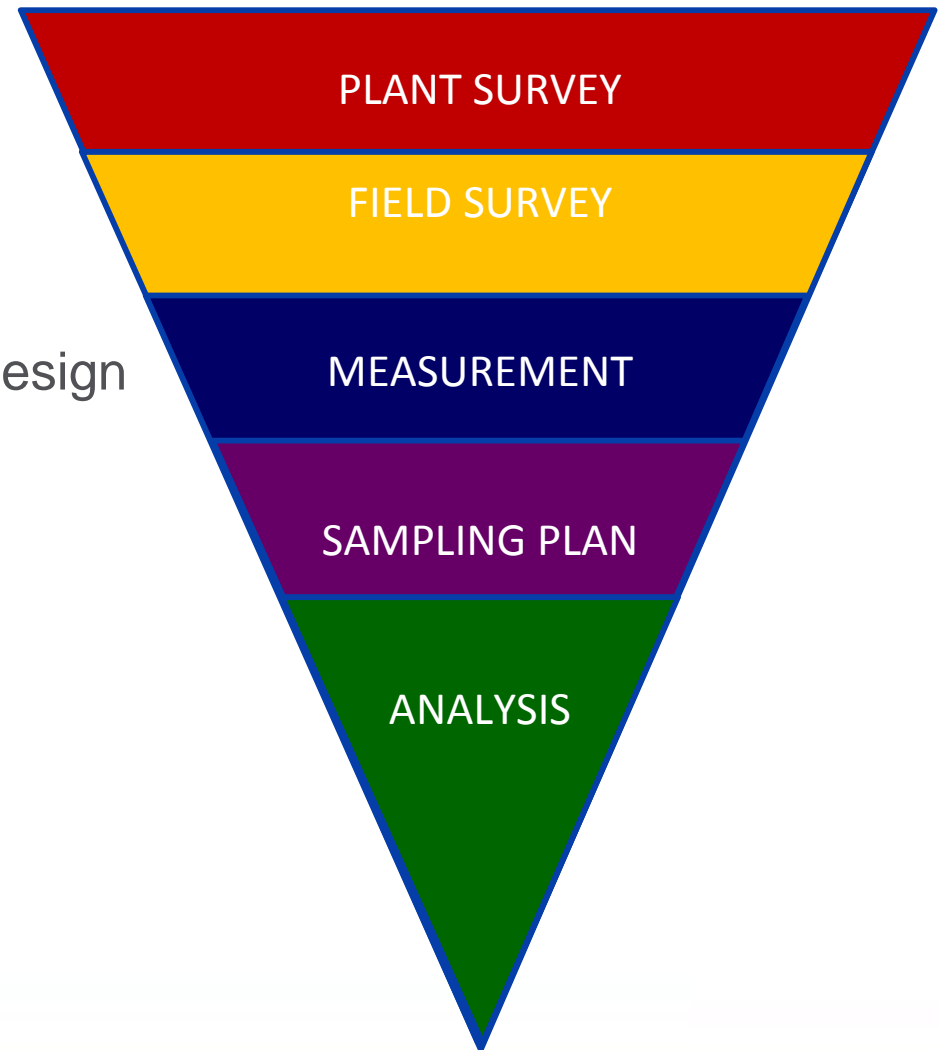 PLANT SURVEY
FIELD SURVEY
esign
MEASUREMENT
SAMPLING PLAN
ANALYSIS